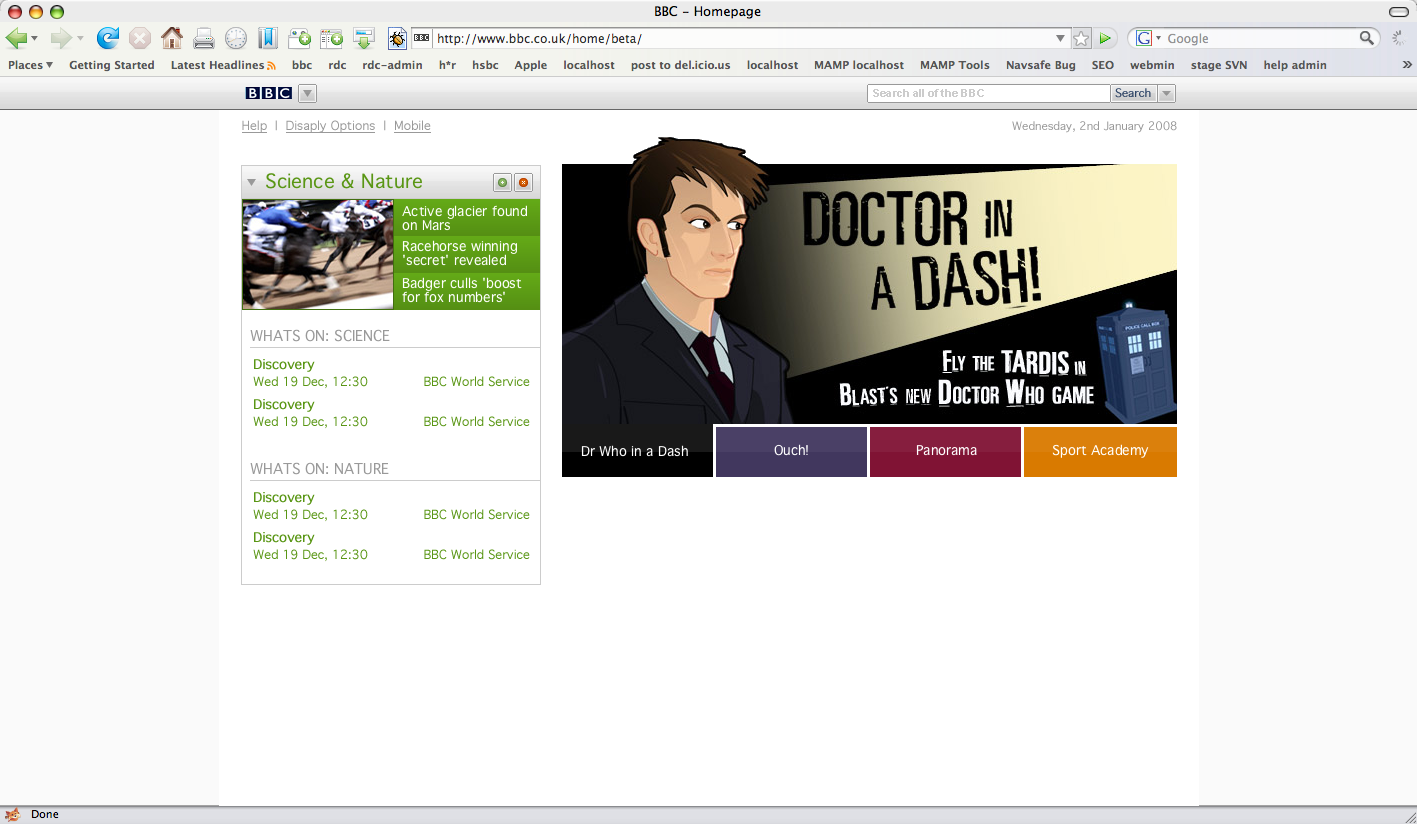 BBC – Homepage
BBC http://www.bbc.co.uk/home/beta/ G Google
Places Getting Started Latest Headlines bbc rdc rdc-admin h*r hsbc Apple localhost post to del.icio.us localhost MAMP localhost MAMP Tools Navsafe Bug SEO webmin stage SVN help admin »
BBC Search all of the BBC Search
Help | Disaply Options | Mobile Wednesday, 2nd January 2008
Science & Nature
Active glacier found
on Mars
Racehorse winning
'secret' revealed
Badger culls 'boost
for fox numbers'
WHATS ON: SCIENCE
Discovery
Wed 19 Dec, 12:30 BBC World Service
Discovery
Wed 19 Dec, 12:30 BBC World Service
WHATS ON: NATURE
Discovery
Wed 19 Dec, 12:30 BBC World Service
Discovery
Wed 19 Dec, 12:30 BBC World Service
DOCTOR IN
A DASH!
POLICE CALL BOX
FLY THE TARDIS IN
BLAST'S NEW DOCTOR WHO GAME
Dr Who in a Dash Ouch! Panorama Sport Academy
Done